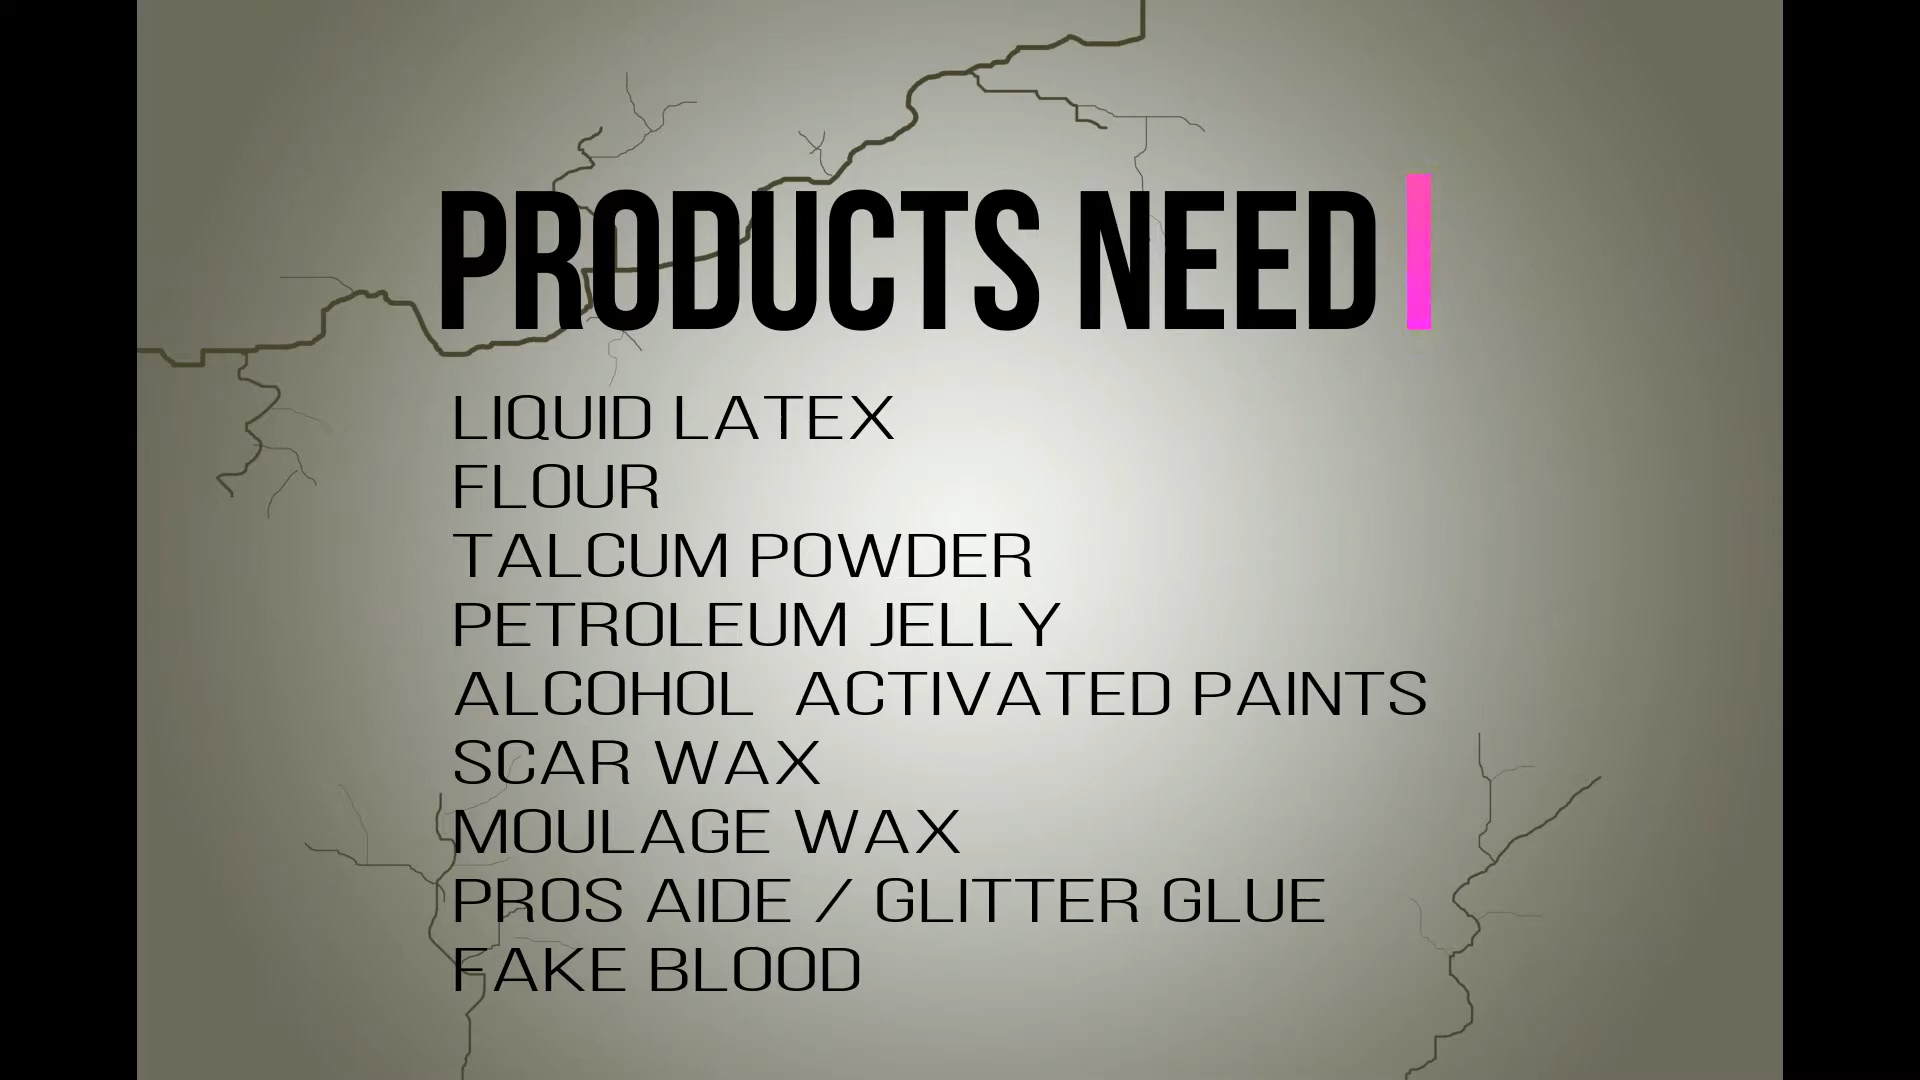 PRODUCTS NEED
LIQUID LATEX
FLOUR
TALCUM POWDER
PETROLEUM JELLY
ALCOHOL  ACTIVATED PAINTS
SCAR WAX
MOULAGE WAX
PROS AIDE / GLITTER GLUE
FAKE BLOOD